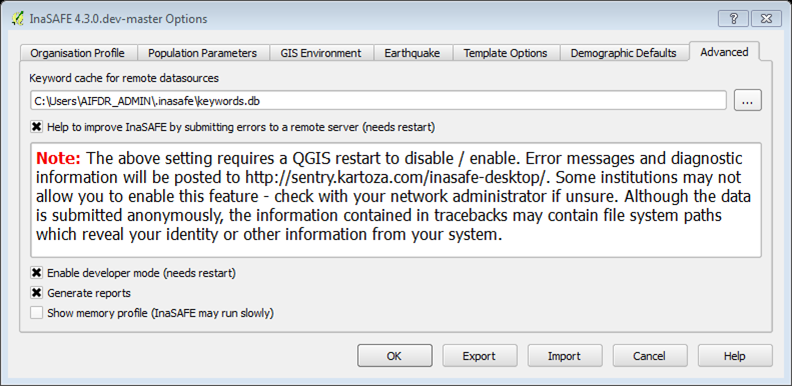 InaSAFE 4.3.0.dev-master Options
Organisation Profile
Population Parameters
GIS Environment
Earthquake
Template Options
Demographic Defaults
Advanced
Keyword cache for remote datasources
C:\Users\AIFDR_ADMIN\.inasafe\keywords.db
...
Help to improve InaSAFE by submitting errors to a remote server (needs restart)
Note: The above setting requires a QGIS restart to disable / enable. Error messages and diagnostic
information will be posted to http://sentry.kartoza.com/inasafe-desktop/. Some institutions may not
allow you to enable this feature - check with your network administrator if unsure. Although the data
is submitted anonymously, the information contained in tracebacks may contain file system paths
which reveal your identity or other information from your system.
Enable developer mode (needs restart)
Generate reports
Show memory profile (InaSAFE may run slowly)
OK
Export
Import
Cancel
Help